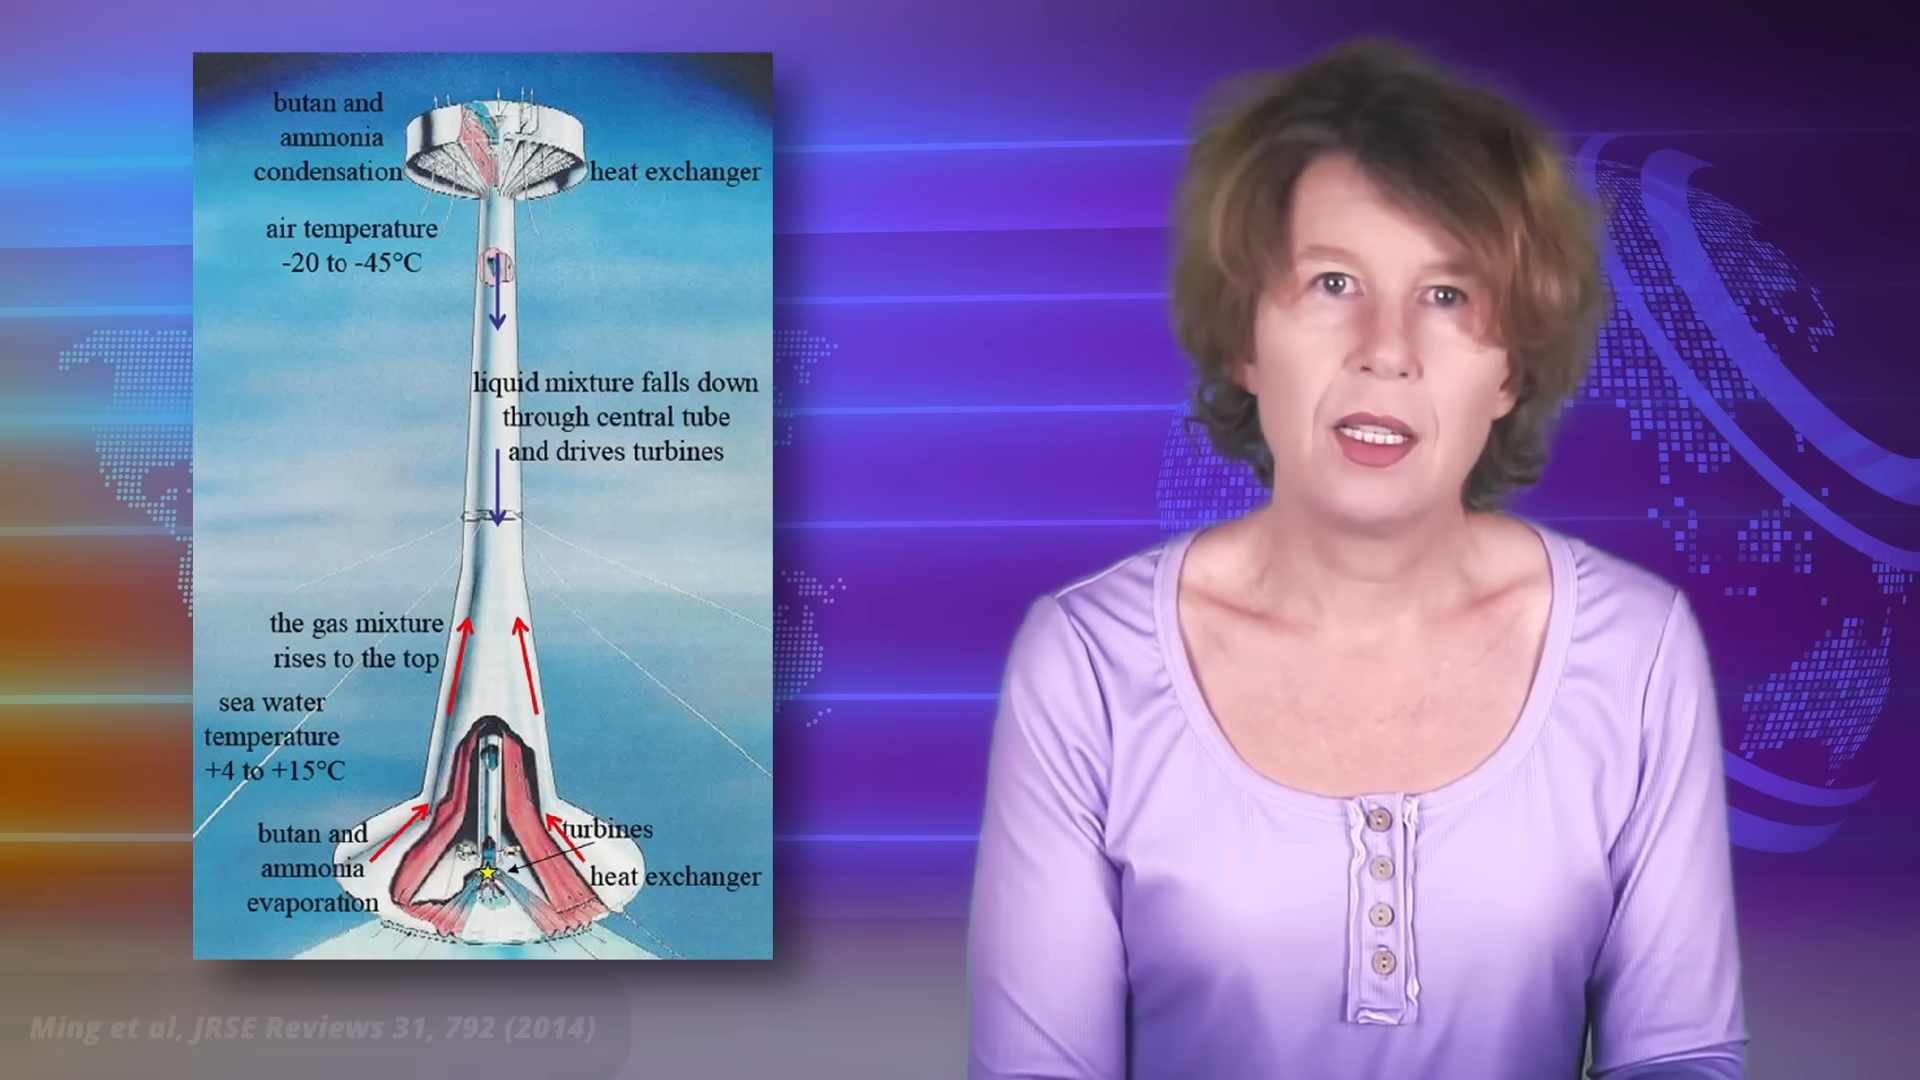 butan and
ammonia
condensation
heat exchanger
air temperature
-20 to -45°C
liquid mixture falls down
through central tube
and drives turbines
the gas mixture
rises to the top
sea water
temperature
+4 to +15°C
butan and
ammonia
evaporation
turbines
heat exchanger
Ming et al, JRSE Reviews 31, 792 (2014)